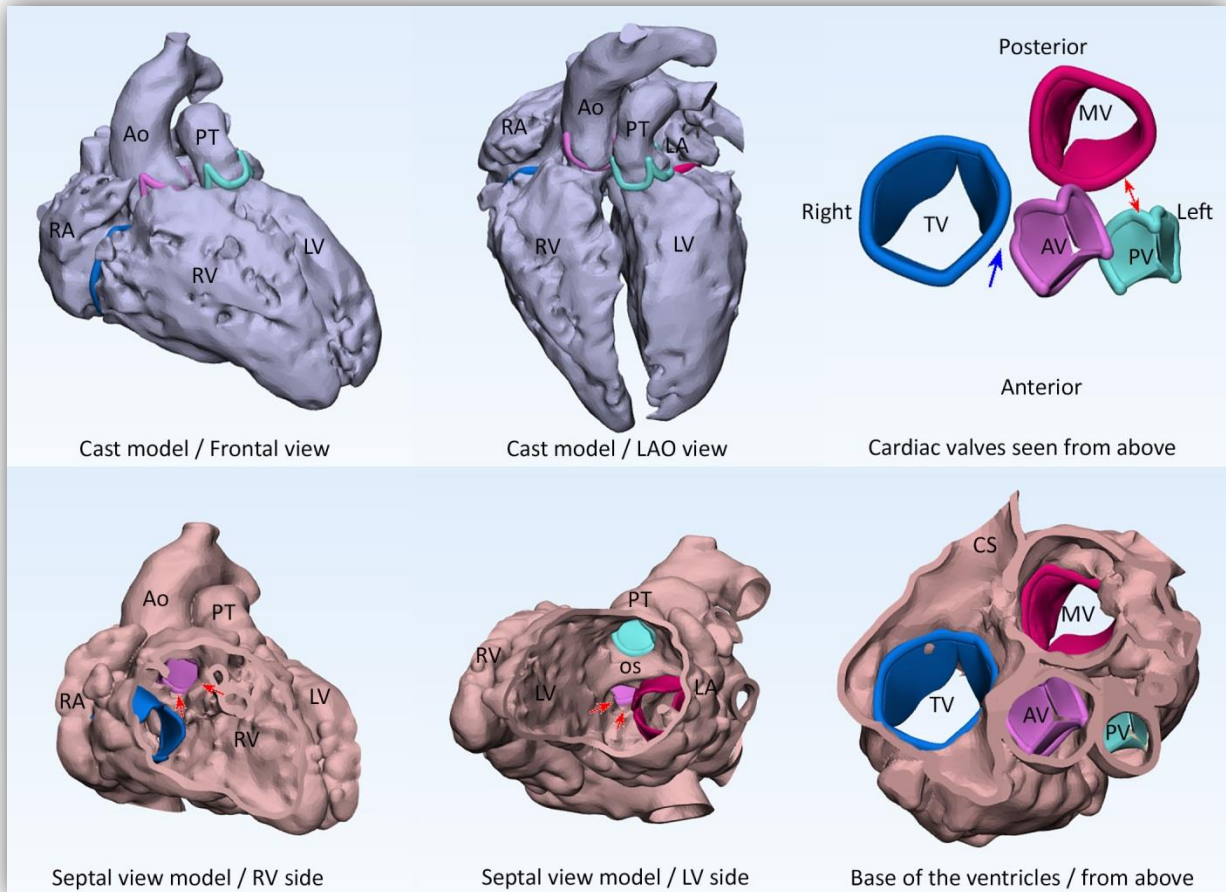 Ao
PT
RA
RV
LV
Cast model / Frontal view
Ao
RA
PT
LA
RV
LV
Cast model / LAO view
Posterior
MV
Right
TV
AV
PV
Left
Anterior
Cardiac valves seen from above
Ao
PT
RA
RV
LV
Septal view model / RV side
PT
RV
OS
LV
LA
Septal view model / LV side
CS
MV
TV
AV
PV
Base of the ventricles / from above